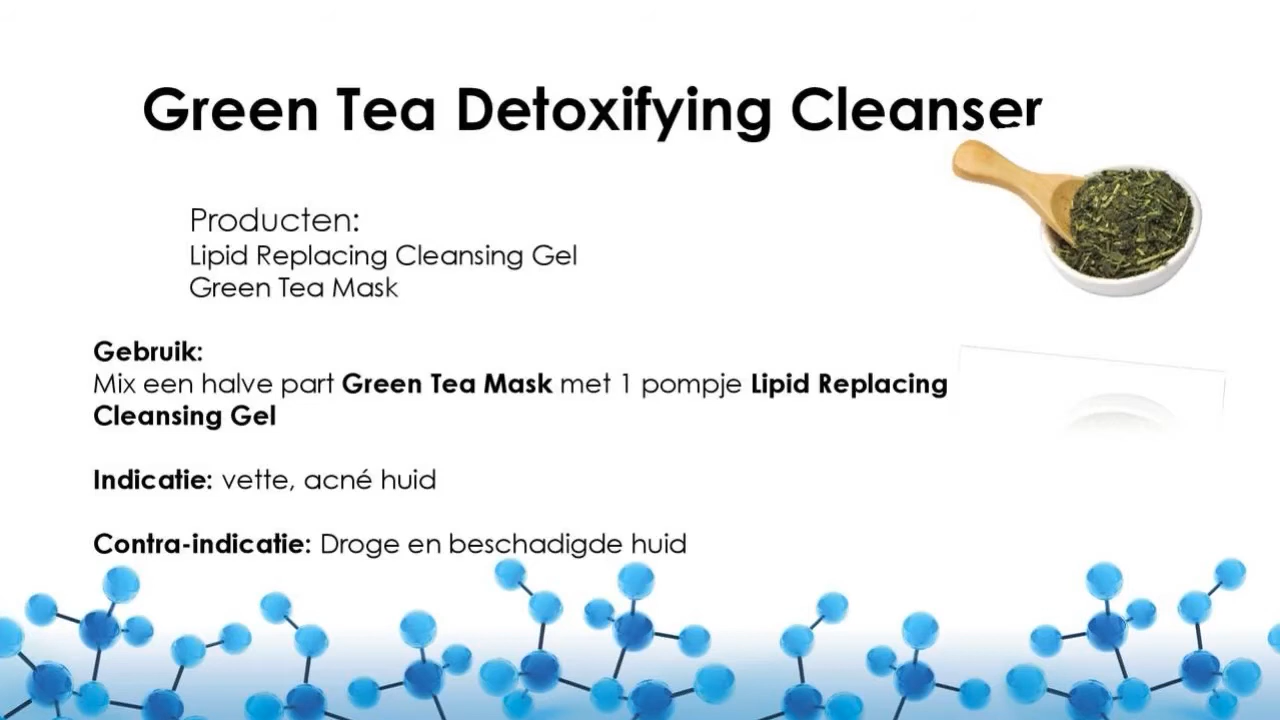 Green Tea Detoxifying Cleanser
Producten:
Lipid Replacing Cleansing Gel
Green Tea Mask
Gebruik:
Mix een halve part Green Tea Mask met 1 pompje Lipid Replacing
Cleansing Gel
Indicatie: vette, acné huid
Contra-indicatie: Droge en beschadigde huid